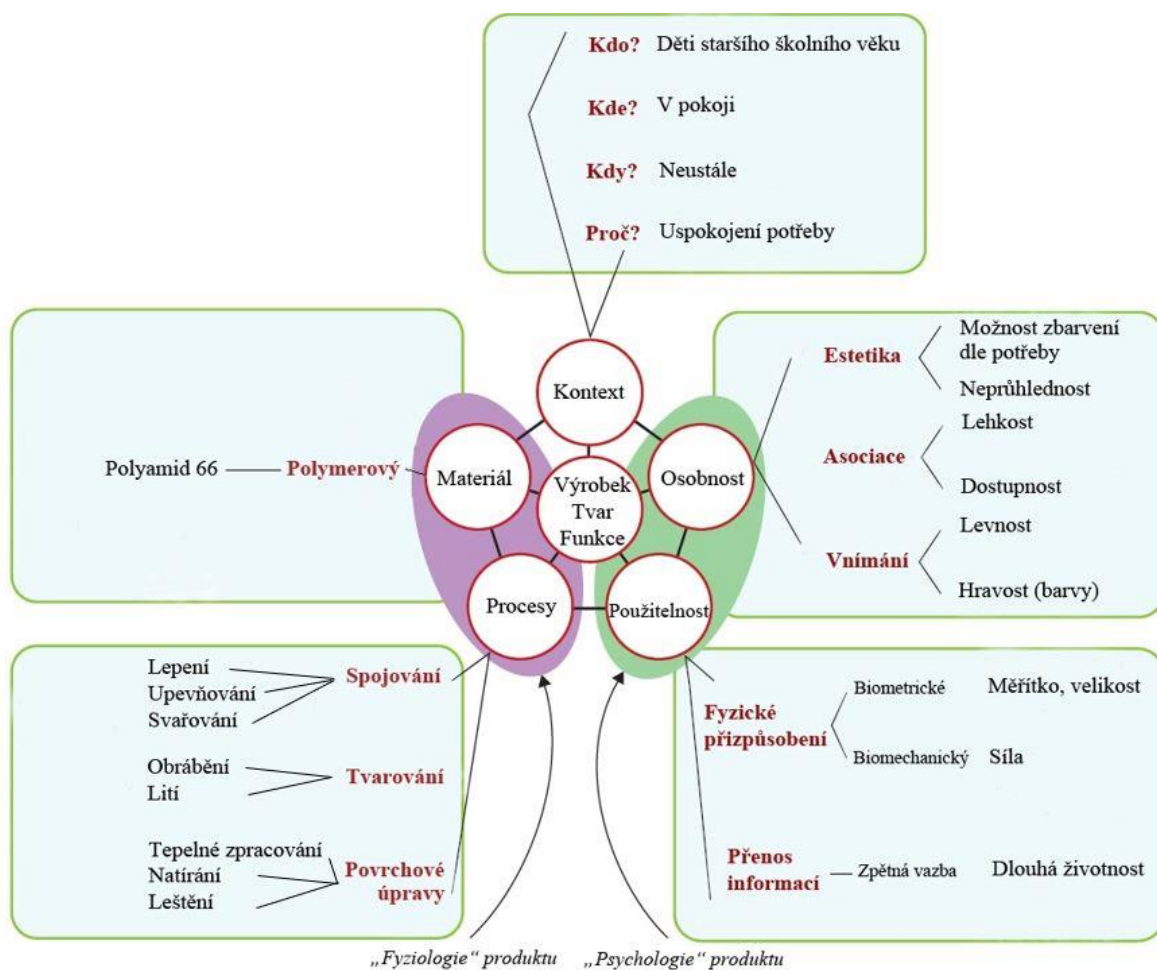 Kdo? Děti staršího školního věku
Kde? V pokoji
Kdy? Neustále
Proč? Uspokojení potřeby
Polyamid 66
Polymerový
Kontext
Materiál
Osobnost
Výrobek
Tvar
Funkce
Procesy
Použitelnost
Estetika
Možnost zbarvení
dle potřeby
Neprůhlednost
Asociace
Lehkost
Dostupnost
Vnímání
Levnost
Hravost (barvy)
Lepení
Upevňování
Svařování
Spojování
Obrábění
Lití
Tvarování
Tepelné zpracování
Natírání
Leštění
Povrchové
úpravy
Fyzické
přizpůsobení
Biometrické
Měřítko, velikost
Biomechanický
Síla
Přenos
informací
Zpětná vazba
Dlouhá životnost
„Fyziologie“ produktu
„Psychologie“ produktu